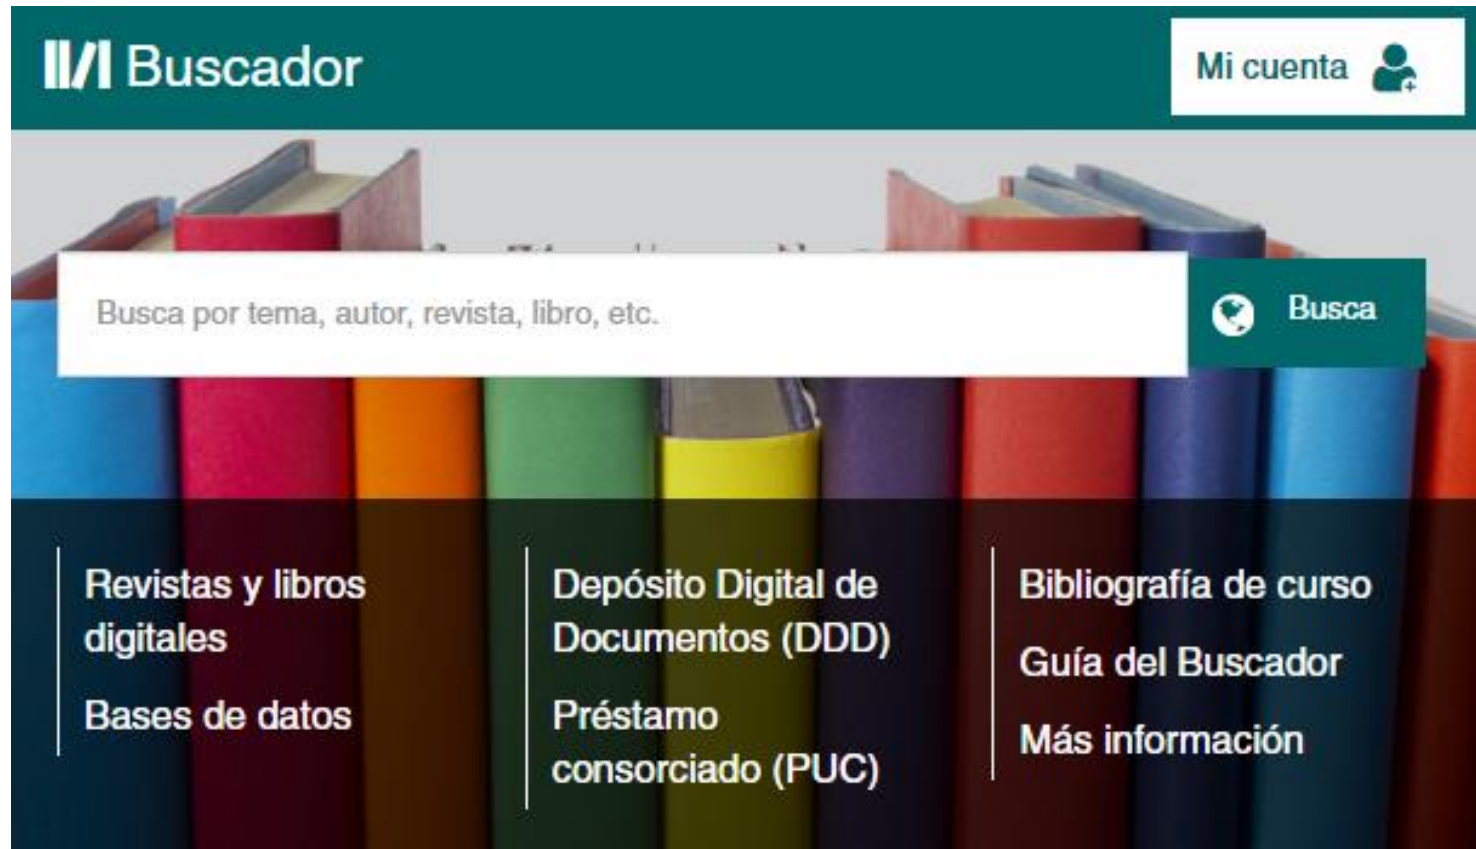 Buscador
Mi cuenta
Busca por tema, autor, revista, libro, etc.
Busca
Revistas y libros
digitales
Bases de datos
Depósito Digital de
Documentos (DDD)
Préstamo
consorciado (PUC)
Bibliografía de curso
Guía del Buscador
Más información